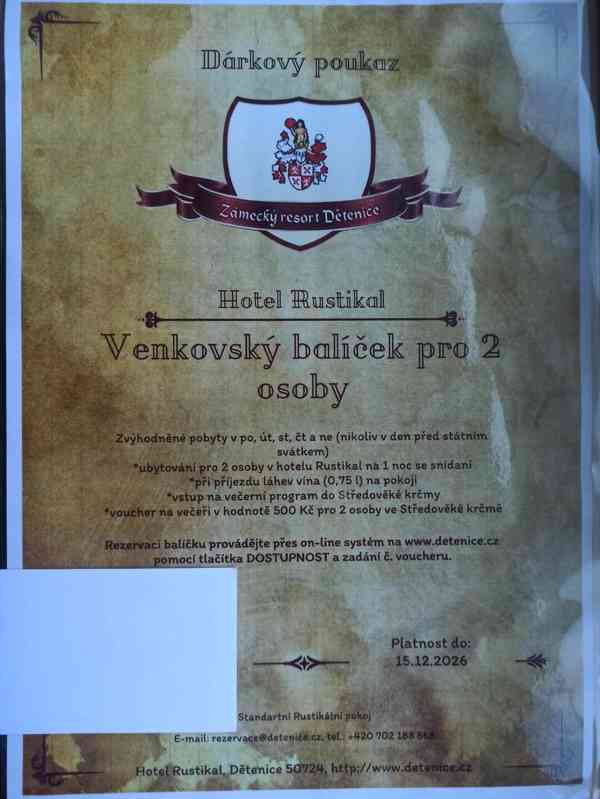 Dárkový poukaz
Zámecký resort Dětenice
Hotel Rustikal
Venkovský balíček pro 2
osoby
Zvýhodněné pobyty v po, út, st, čt a ne (nikoliv v den před státním
svátkem)
*ubytování pro 2 osoby v hotelu Rustikal na 1 noc se snídaní
*při příjezdu láhev vína (0,75 l) na pokoji
*vstup na večerní program do Středověké krčmy
*voucher na večeři v hodnotě 500 Kč pro 2 osoby ve Středověké krčmě
Rezervaci balíčku provádějte přes on-line systém na www.detenice.cz
pomocí tlačítka DOSTUPNOST a zadání č. voucheru.
Platnost do:
15.12.2026
Standartní Rustikální pokoj
E-mail: rezervace@detenice.cz, tel.: +420 702 188 868
Hotel Rustikal, Dětenice 50724, http://www.detenice.cz